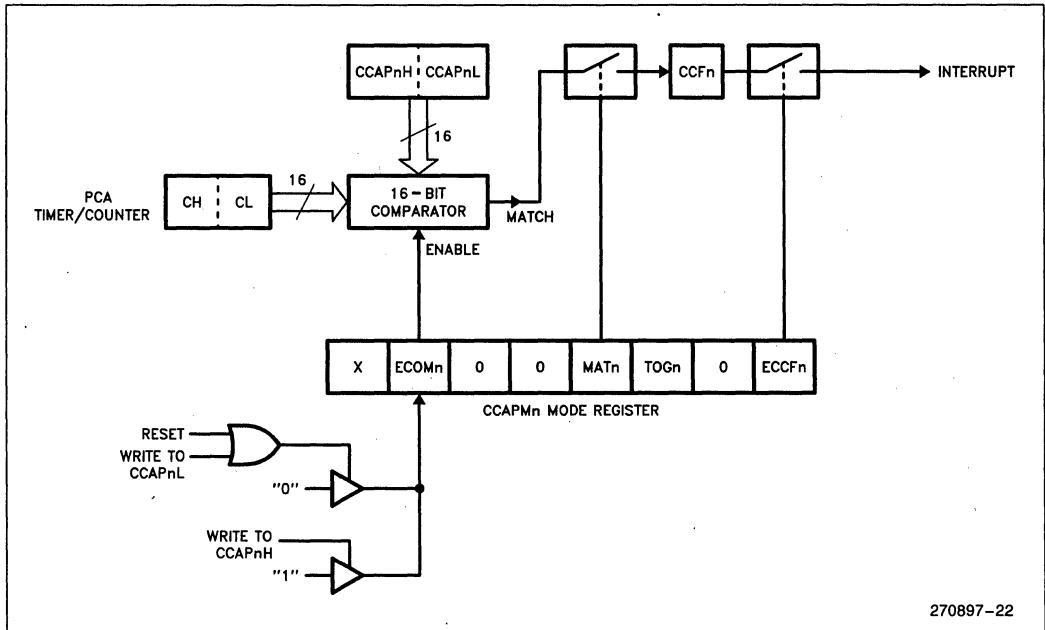 CCAPnH CCAPnL
CCFn
INTERRUPT
16
PCA
TIMER/COUNTER
CH CL
16
16-BIT
COMPARATOR
MATCH
ENABLE
X ECOMn 0 0 MATn TOGn 0 ECCFn
CCAPMn MODE REGISTER
RESET
WRITE TO
CCAPnL
"0"
WRITE TO
CCAPnH
"1"
270897-22